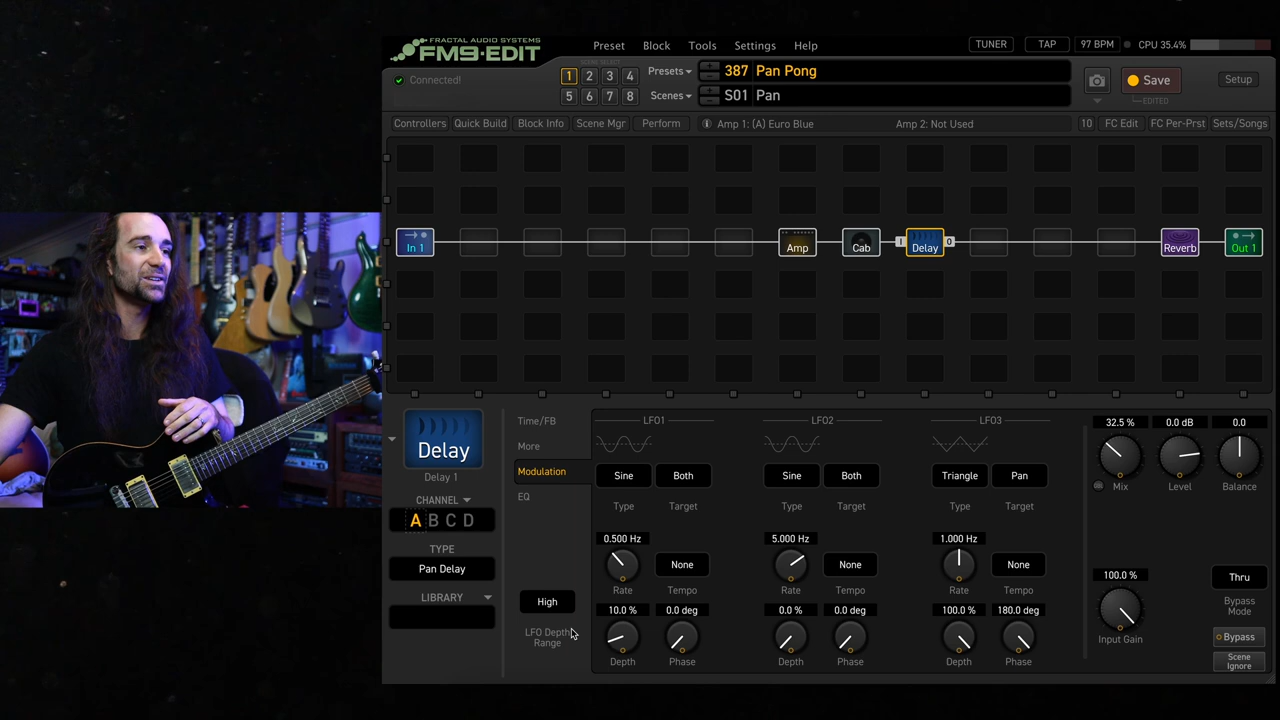 FRACTAL AUDIO SYSTEMS
FM9-EDIT
Preset Block Tools Settings Help
TUNER TAP 97 BPM CPU 35.4%
Connected!
SCENE SELECT
1 2 3 4
5 6 7 8
Presets 387 Pan Pong
Scenes S01 Pan
Save
EDITED
Setup
Controllers Quick Build Block Info Scene Mgr Perform Amp 1: (A) Euro Blue Amp 2: Not Used 10 FC Edit FC Per-Prst Sets/Songs
In 1 Amp Cab I Delay O Reverb Out 1
Delay
Delay 1
CHANNEL
A B C D
TYPE
Pan Delay
LIBRARY
Time/FB
More
Modulation
EQ
High
LFO Depth
Range
LFO1 LFO2 LFO3
Sine Both Sine Both Triangle Pan
Type Target Type Target Type Target
0.500 Hz 5.000 Hz 1.000 Hz
None None None
Rate Tempo Rate Tempo Rate Tempo
10.0 % 0.0 deg 0.0 % 0.0 deg 100.0 % 180.0 deg
Depth Phase Depth Phase Depth Phase
32.5 % 0.0 dB 0.0
Mix Level Balance
100.0 %
Input Gain
Thru
Bypass
Mode
Bypass
Scene
Ignore